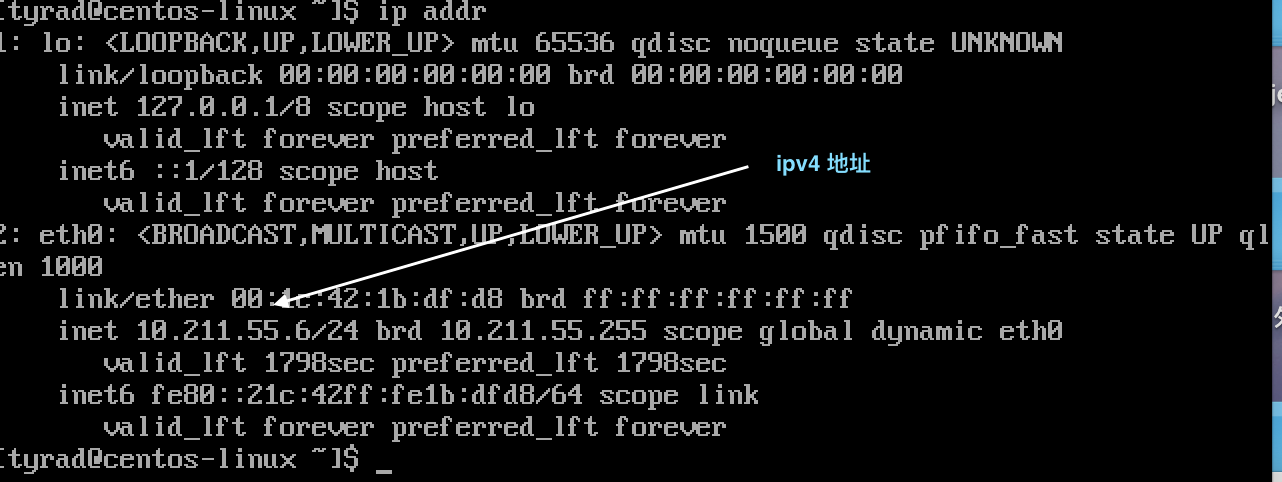 [tyrad@centos-linux ~]$ ip addr
1: lo: <LOOPBACK,UP,LOWER_UP> mtu 65536 qdisc noqueue state UNKNOWN
link/loopback 00:00:00:00:00:00 brd 00:00:00:00:00:00
inet 127.0.0.1/8 scope host lo
valid_lft forever preferred_lft forever
inet6 ::1/128 scope host
ipv4 地址
valid_lft forever preferred_lft forever
2: eth0: <BROADCAST,MULTICAST,UP,LOWER_UP> mtu 1500 qdisc pfifo_fast state UP ql
en 1000
link/ether 00:1c:42:1b:df:d8 brd ff:ff:ff:ff:ff:ff
inet 10.211.55.6/24 brd 10.211.55.255 scope global dynamic eth0
valid_lft 1798sec preferred_lft 1798sec
inet6 fe80::21c:42ff:fe1b:dfd8/64 scope link
valid_lft forever preferred_lft forever
[tyrad@centos-linux ~]$ _